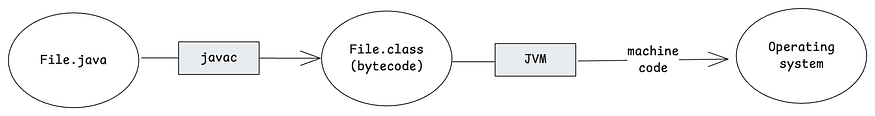 File.java
javac
File.class
(bytecode)
JVM
machine
code
Operating
system